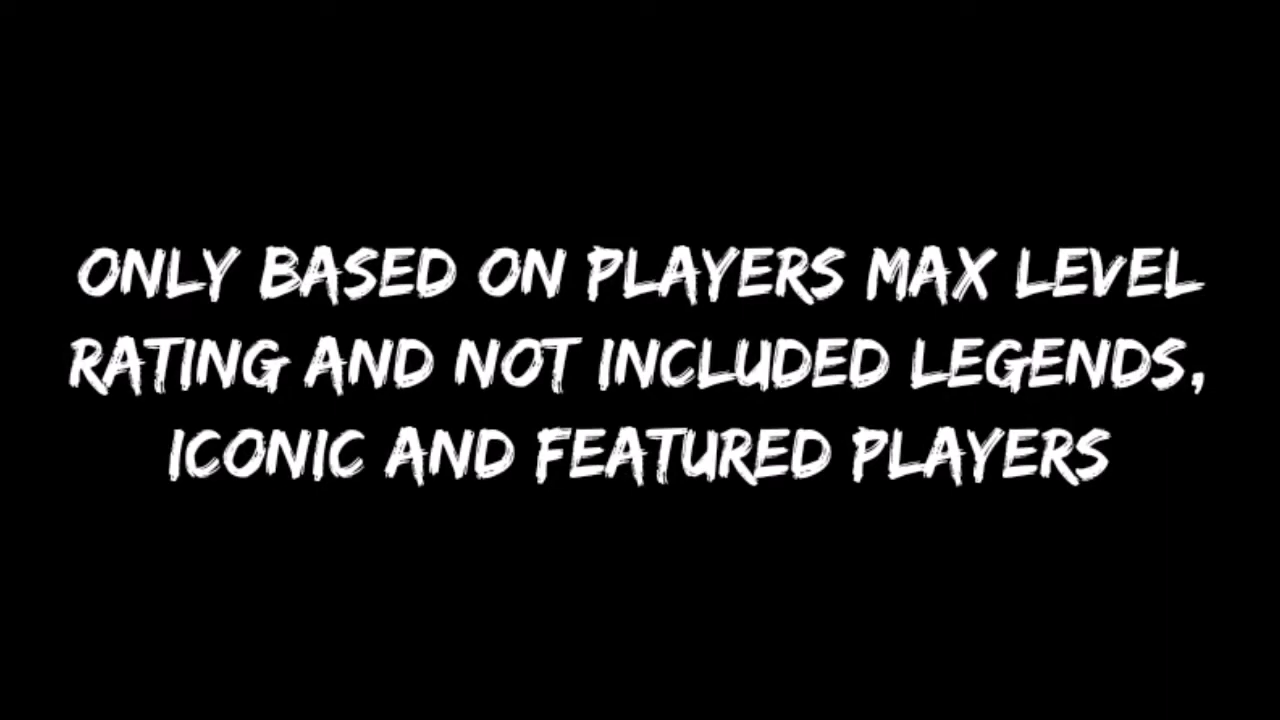 ONLY BASED ON PLAYERS MAX LEVEL
RATING AND NOT INCLUDED LEGENDS,
ICONIC AND FEATURED PLAYERS